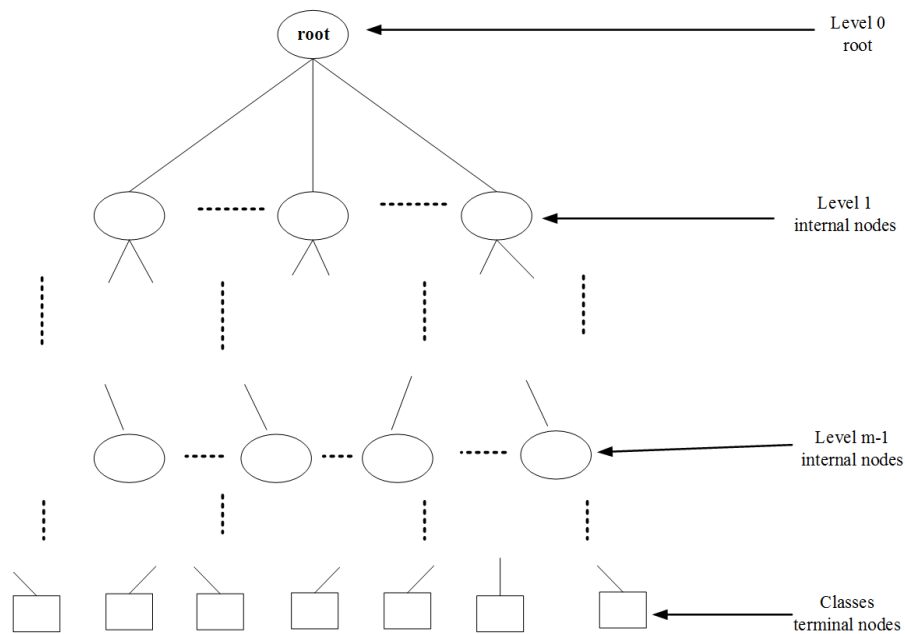 root
Level 0
root
Level 1
internal nodes
Level m-1
internal nodes
Classes
terminal nodes